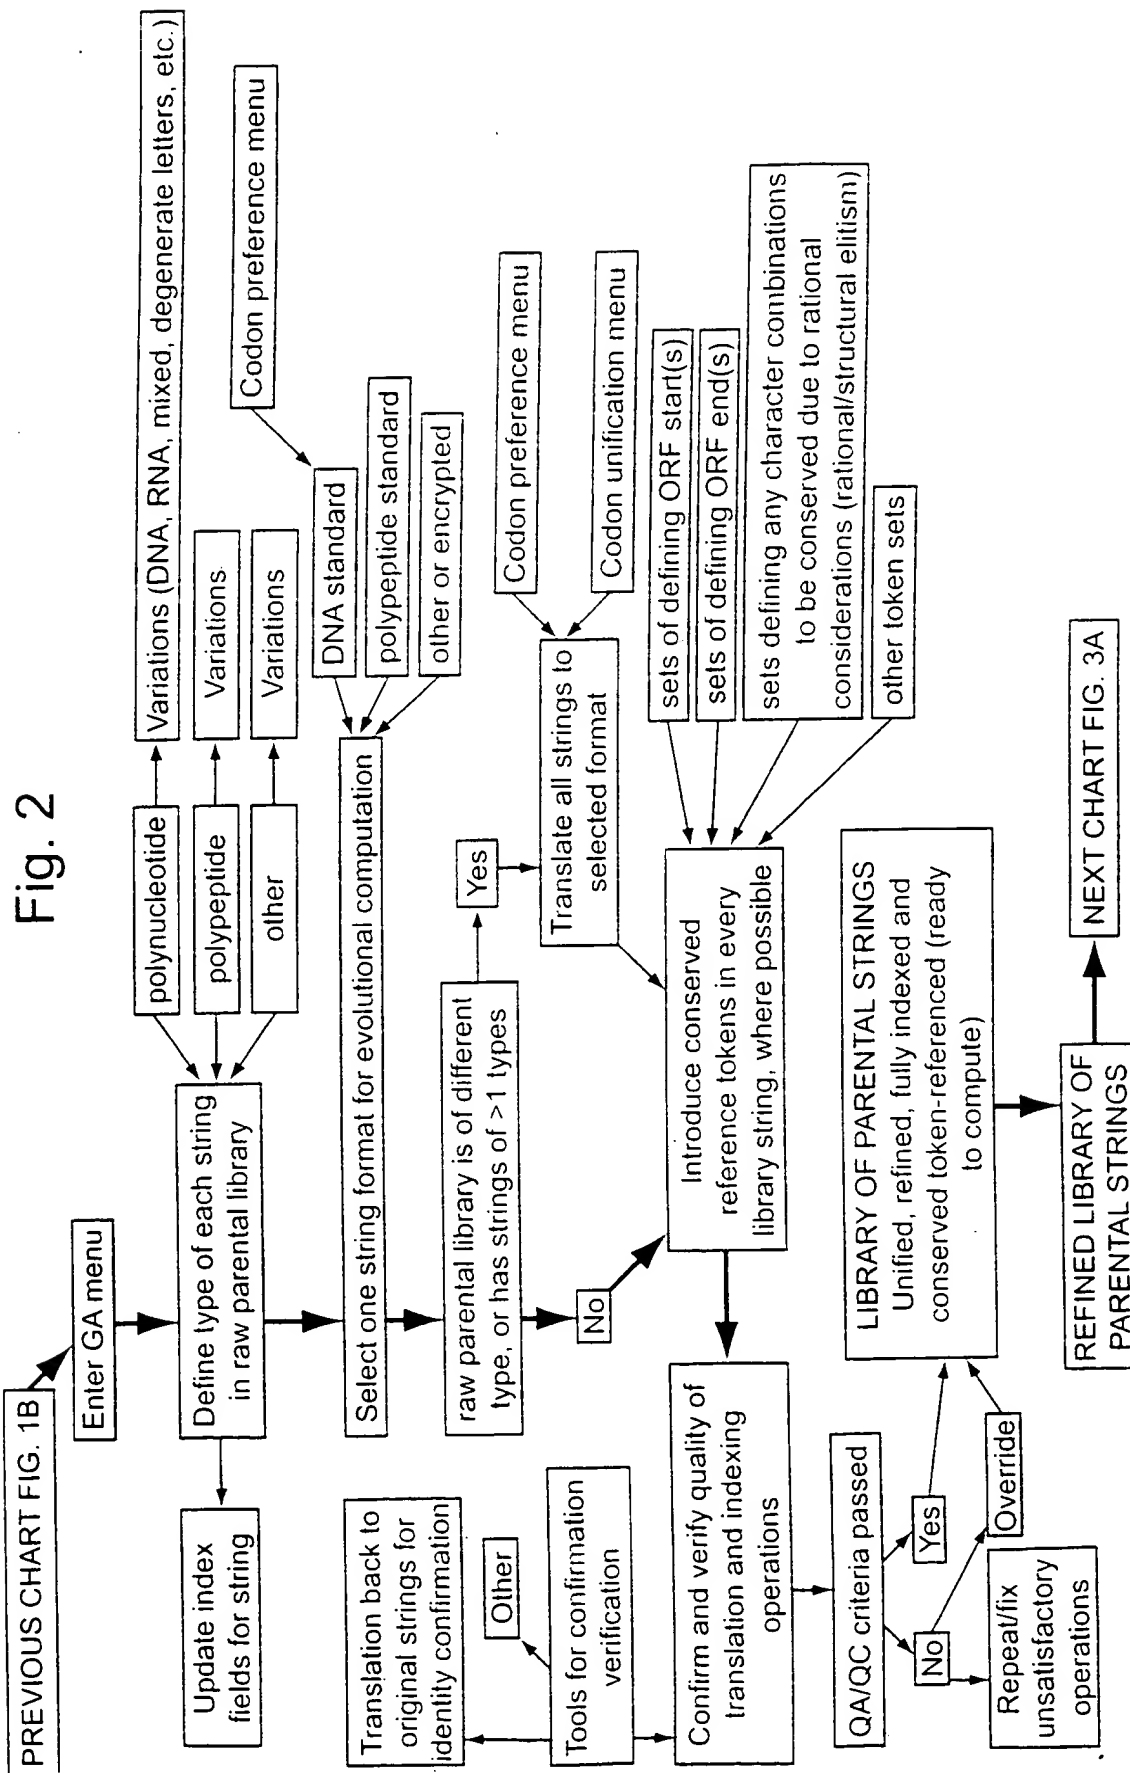 Fig. 2
PREVIOUS CHART FIG. 1B
Enter GA menu
Update index
fields for string
Define type of each string
in raw parental library
polynucleotide
Variations (DNA, RNA, mixed, degenerate letters, etc.)
polypeptide
Variations
other
Variations
Codon preference menu
DNA standard
polypeptide standard
other or encrypted
Select one string format for evolutional computation
raw parental library is of different
type, or has strings of >1 types
Yes
No
Codon preference menu
Codon unification menu
Translate all strings to
selected format
Introduce conserved
reference tokens in every
library string, where possible
sets of defining ORF start(s)
sets of defining ORF end(s)
sets defining any character combinations
to be conserved due to rational
considerations (rational/structural elitism)
other token sets
Translation back to
original strings for
identity confirmation
Other
Tools for confirmation
verification
Confirm and verify quality of
translation and indexing
operations
QA/QC criteria passed
Yes
No
Override
Repeat/fix
unsatisfactory
operations
LIBRARY OF PARENTAL STRINGS
Unified, refined, fully indexed and
conserved token-referenced (ready
to compute)
REFINED LIBRARY OF
PARENTAL STRINGS
NEXT CHART FIG. 3A